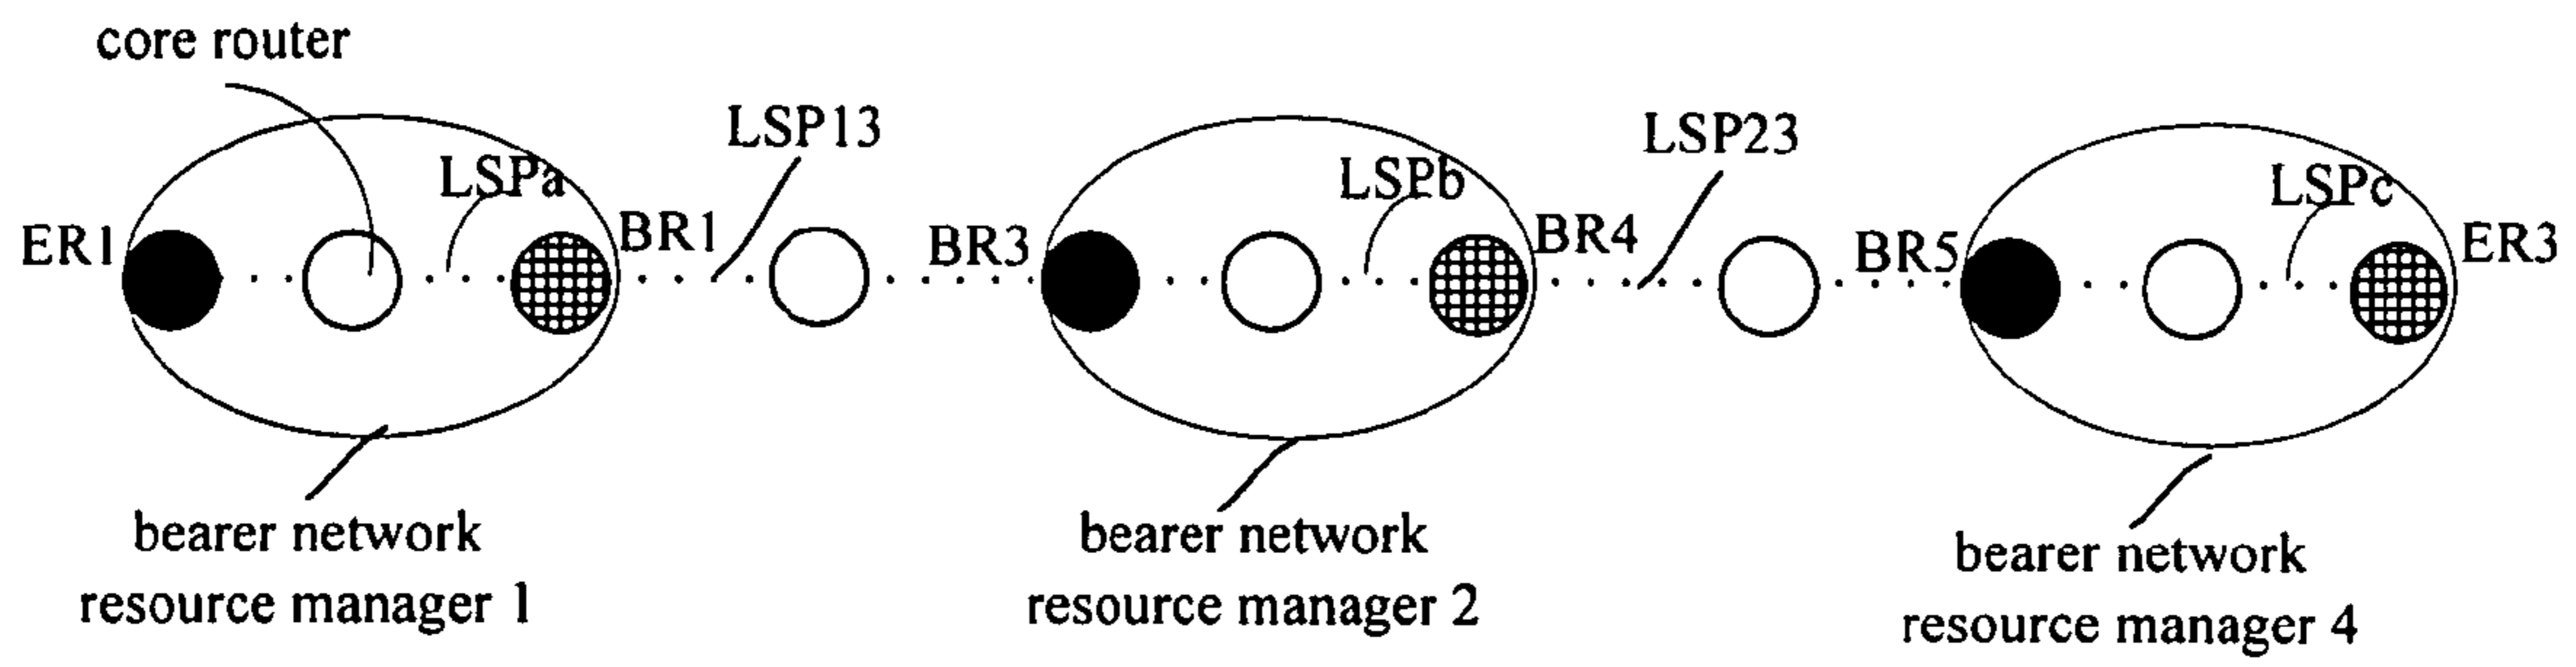 core router
LSP13
LSP23
LSPa
LSPb
LSPc
ER1
BR1
BR3
BR4
BR5
ER3
bearer network
resource manager 1
bearer network
resource manager 2
bearer network
resource manager 4